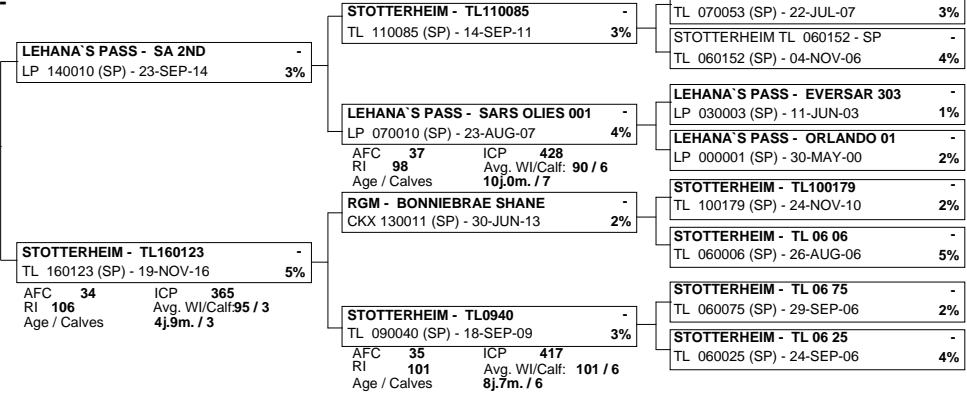 LEHANA`S PASS - SA 2ND -
LP 140010 (SP) - 23-SEP-14 3%
STOTTERHEIM - TL160123 -
TL 160123 (SP) - 19-NOV-16 5%
AFC 34 ICP 365
RI 106 Avg. WI/Calf:95 / 3
Age / Calves 4j.9m. / 3
STOTTERHEIM - TL110085 -
TL 110085 (SP) - 14-SEP-11 3%
LEHANA`S PASS - SARS OLIES 001 -
LP 070010 (SP) - 23-AUG-07 4%
AFC 37 ICP 428
RI 98 Avg. WI/Calf: 90 / 6
Age / Calves 10j.0m. / 7
RGM - BONNIEBRAE SHANE -
CKX 130011 (SP) - 30-JUN-13 2%
STOTTERHEIM - TL0940 -
TL 090040 (SP) - 18-SEP-09 3%
AFC 35 ICP 417
RI 101 Avg. WI/Calf: 101 / 6
Age / Calves 8j.7m. / 6
TL 070053 (SP) - 22-JUL-07 3%
STOTTERHEIM TL 060152 - SP -
TL 060152 (SP) - 04-NOV-06 4%
LEHANA`S PASS - EVERSAR 303 -
LP 030003 (SP) - 11-JUN-03 1%
LEHANA`S PASS - ORLANDO 01 -
LP 000001 (SP) - 30-MAY-00 2%
STOTTERHEIM - TL100179 -
TL 100179 (SP) - 24-NOV-10 2%
STOTTERHEIM - TL 06 06 -
TL 060006 (SP) - 26-AUG-06 5%
STOTTERHEIM - TL 06 75 -
TL 060075 (SP) - 29-SEP-06 2%
STOTTERHEIM - TL 06 25 -
TL 060025 (SP) - 24-SEP-06 4%